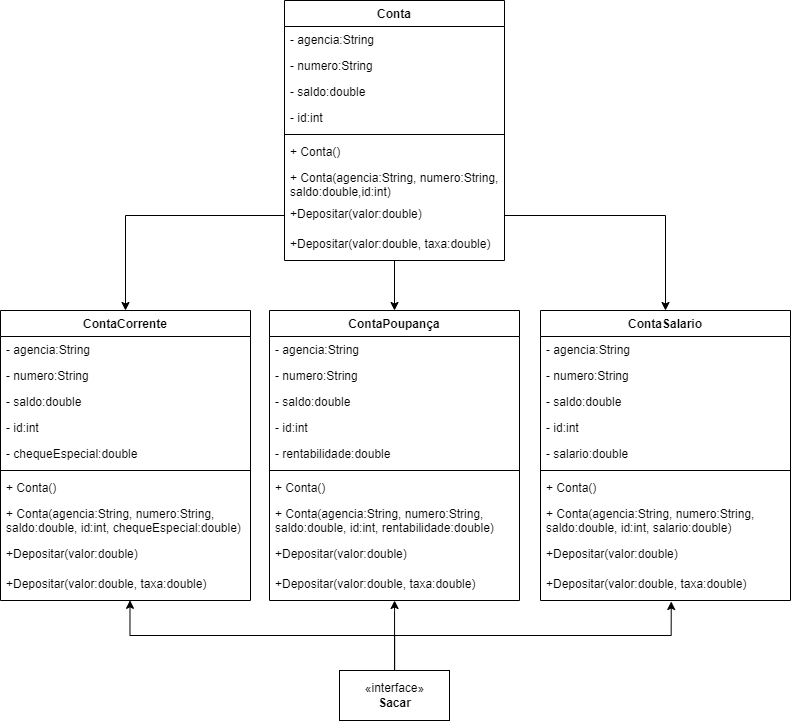 Conta
- agencia:String
- numero:String
- saldo:double
- id:int
+ Conta()
+ Conta(agencia:String, numero:String,
saldo:double,id:int)
+Depositar(valor:double)
+Depositar(valor:double, taxa:double)
ContaCorrente
- agencia:String
- numero:String
- saldo:double
- id:int
- chequeEspecial:double
+ Conta()
+ Conta(agencia:String, numero:String,
saldo:double, id:int, chequeEspecial:double)
+Depositar(valor:double)
+Depositar(valor:double, taxa:double)
ContaPoupança
- agencia:String
- numero:String
- saldo:double
- id:int
- rentabilidade:double
+ Conta()
+ Conta(agencia:String, numero:String,
saldo:double, id:int, rentabilidade:double)
+Depositar(valor:double)
+Depositar(valor:double, taxa:double)
ContaSalario
- agencia:String
- numero:String
- saldo:double
- id:int
- salario:double
+ Conta()
+ Conta(agencia:String, numero:String,
saldo:double, id:int, salario:double)
+Depositar(valor:double)
+Depositar(valor:double, taxa:double)
«interface»
Sacar